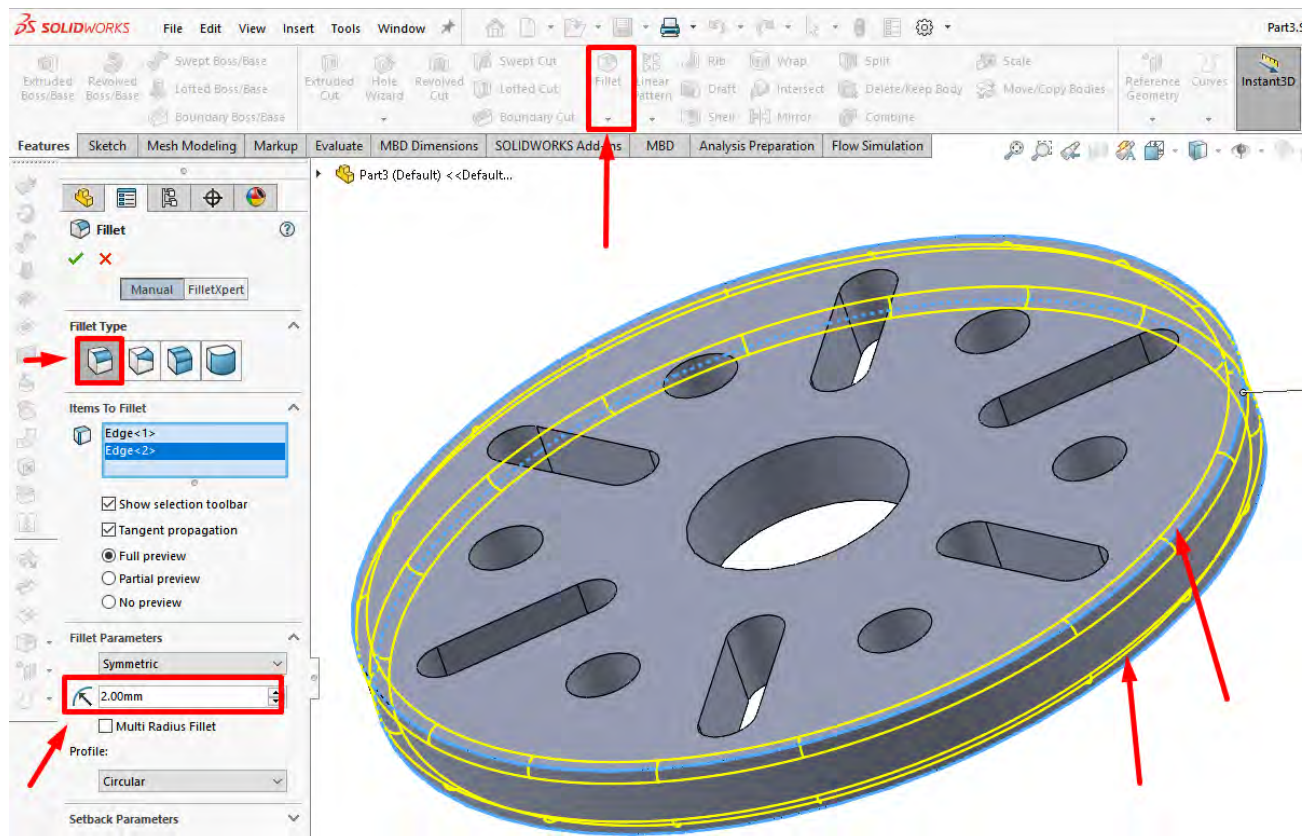 SOLIDWORKS File Edit View Insert Tools Window
Part3.S
Extruded Boss/Base
Revolved Boss/Base
Swept Boss/Base
Lofted Boss/Base
Boundary Boss/Base
Extruded Cut
Hole Wizard
Revolved Cut
Swept Cut
Lofted Cut
Boundary Cut
Fillet
Linear Pattern
Rib
Draft
Shell
Wrap
Intersect
Mirror
Split
Delete/Keep Body
Combine
Scale
Move/Copy Bodies
Reference Geometry
Curves
Instant3D
Features Sketch Mesh Modeling Markup Evaluate MBD Dimensions SOLIDWORKS Add-Ins MBD Analysis Preparation Flow Simulation
Part3 (Default) <<Default...
Fillet
Manual FilletXpert
Fillet Type
Items To Fillet
Edge<1>
Edge<2>
Show selection toolbar
Tangent propagation
Full preview
Partial preview
No preview
Fillet Parameters
Symmetric
2.00mm
Multi Radius Fillet
Profile:
Circular
Setback Parameters